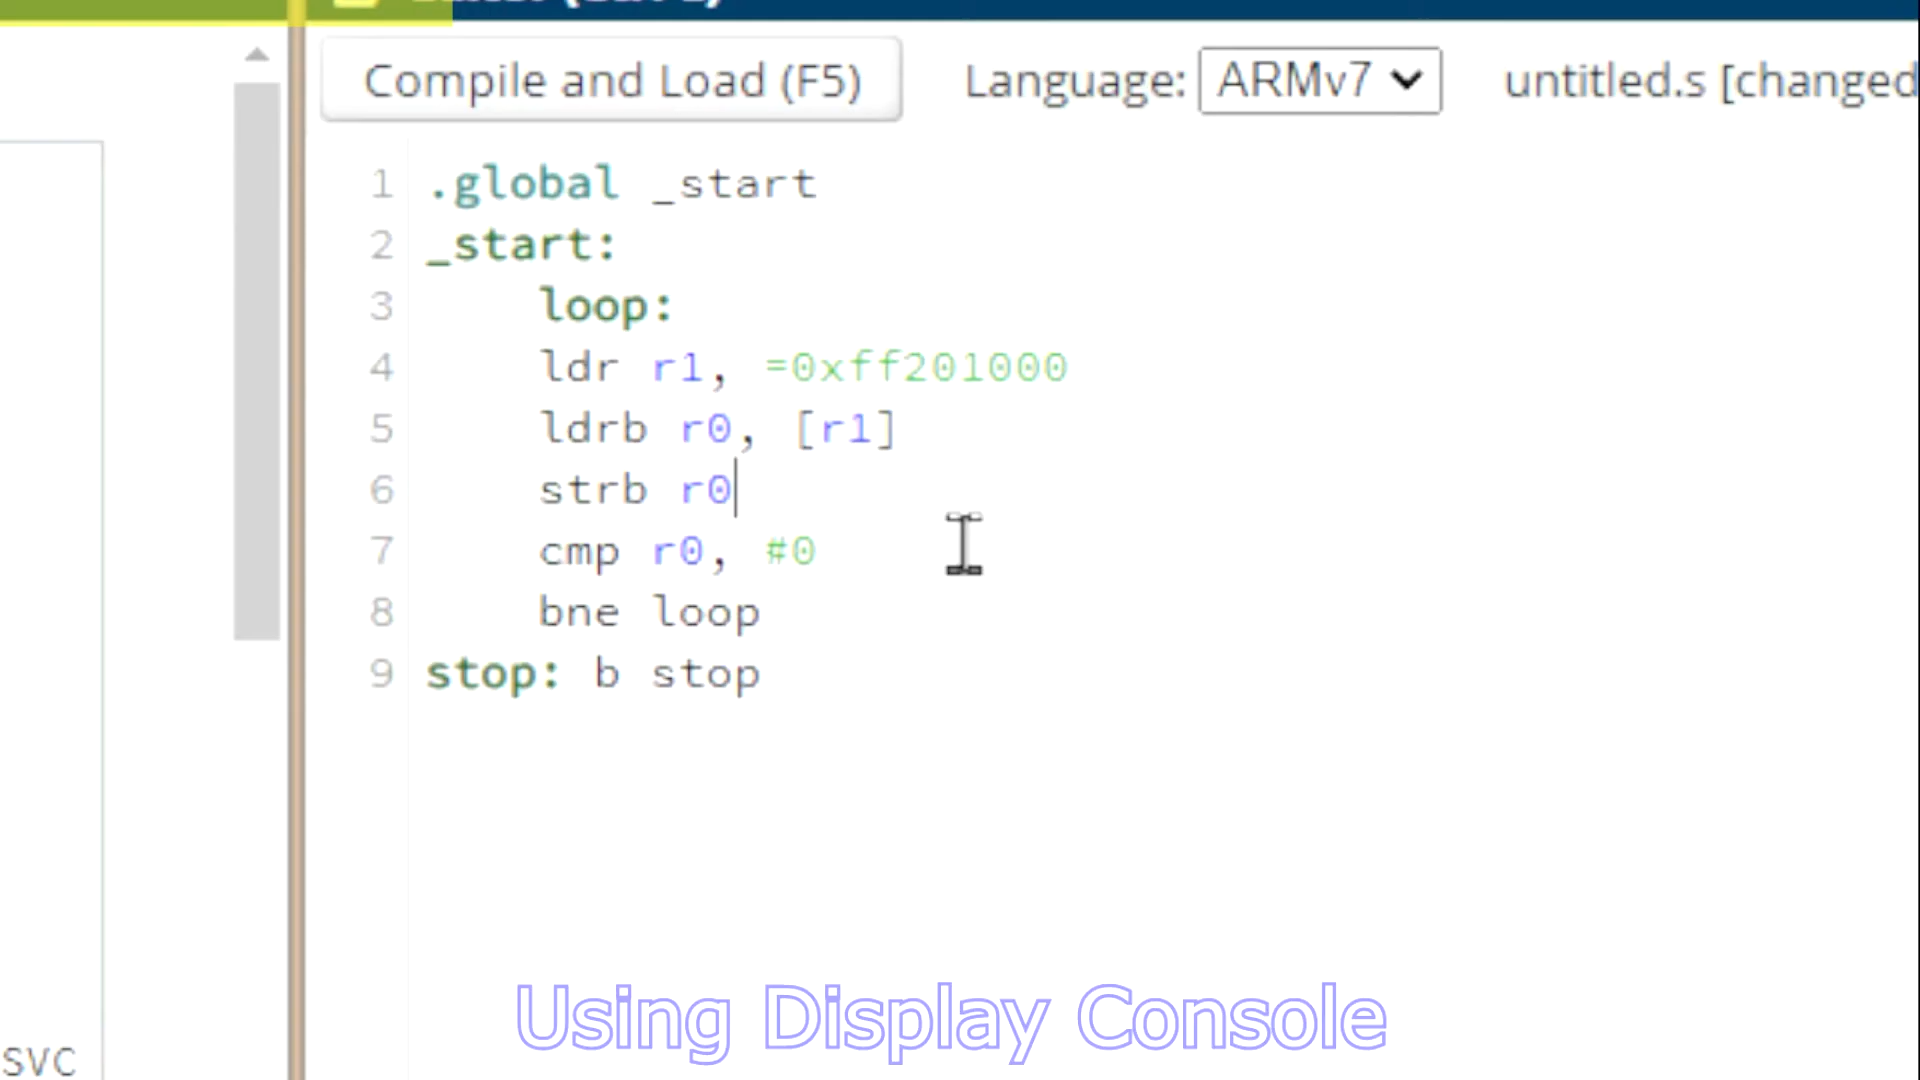 Compile and Load (F5) Language: ARMv7 untitled.s [changed
1 .global _start
2 _start:
3 loop:
4 ldr r1, =0xff201000
5 ldrb r0, [r1]
6 strb r0
7 cmp r0, #0
8 bne loop
9 stop: b stop
Using Display Console
SVC